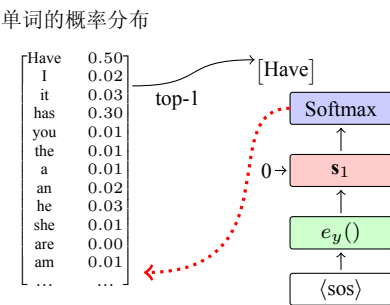 单词的概率分布
Have 0.50
I 0.02
it 0.03
has 0.30
you 0.01
the 0.01
a 0.01
an 0.02
he 0.03
she 0.01
are 0.00
am 0.01
... ...
top-1
[Have]
Softmax
0 s₁
e_y()
⟨sos⟩